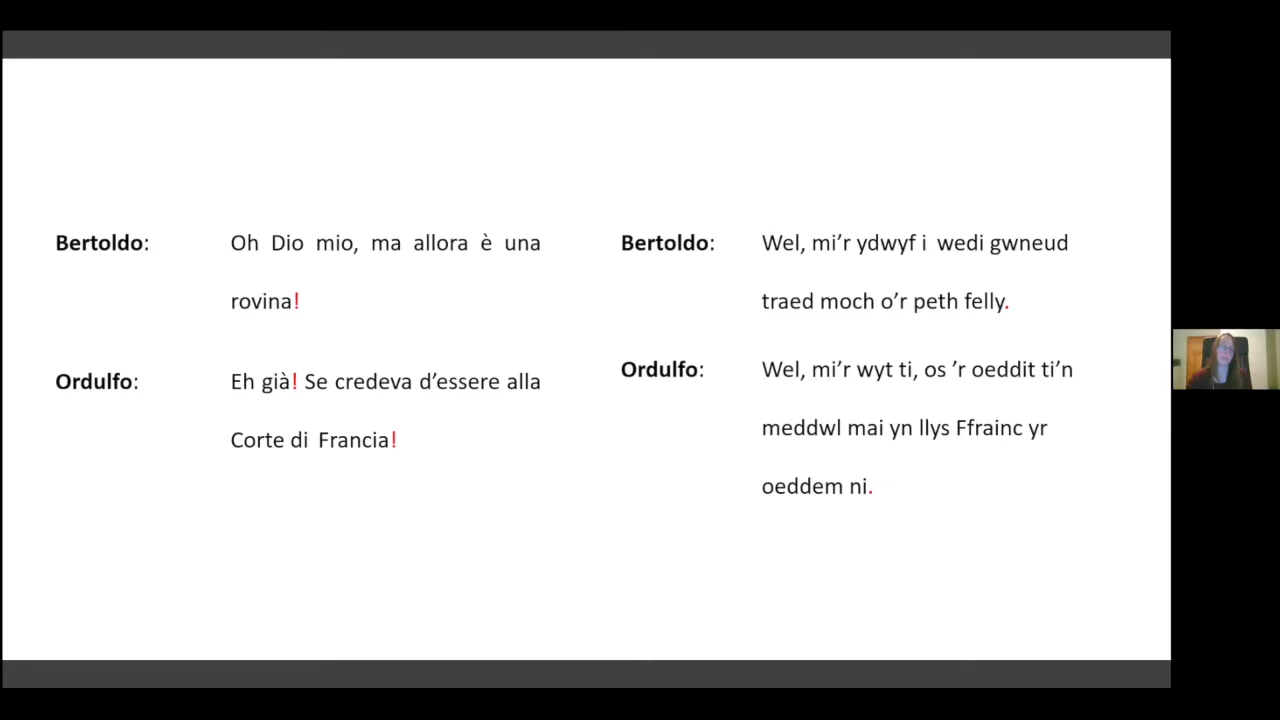 Bertoldo: Oh Dio mio, ma allora è una
rovina!
Ordulfo: Eh già! Se credeva d’essere alla
Corte di Francia!
Bertoldo: Wel, mi’r ydwyf i wedi gwneud
traed moch o’r peth felly.
Ordulfo: Wel, mi’r wyt ti, os ’r oeddit ti’n
meddwl mai yn llys Ffrainc yr
oeddem ni.